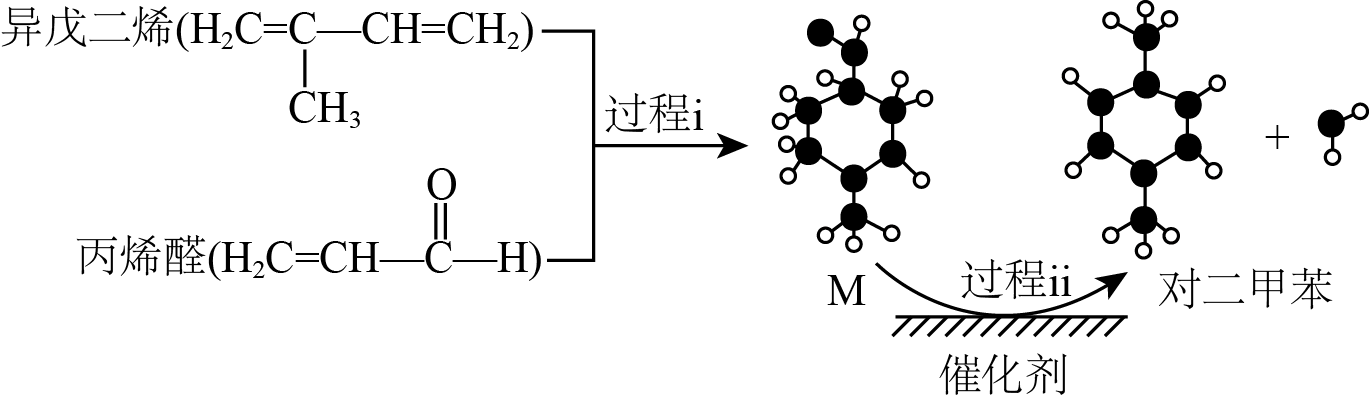 异戊二烯(H₂C=C—CH=CH₂)
CH₃
过程i
O
丙烯醛(H₂C=CH—C—H)
M
+
过程ii
对二甲苯
催化剂